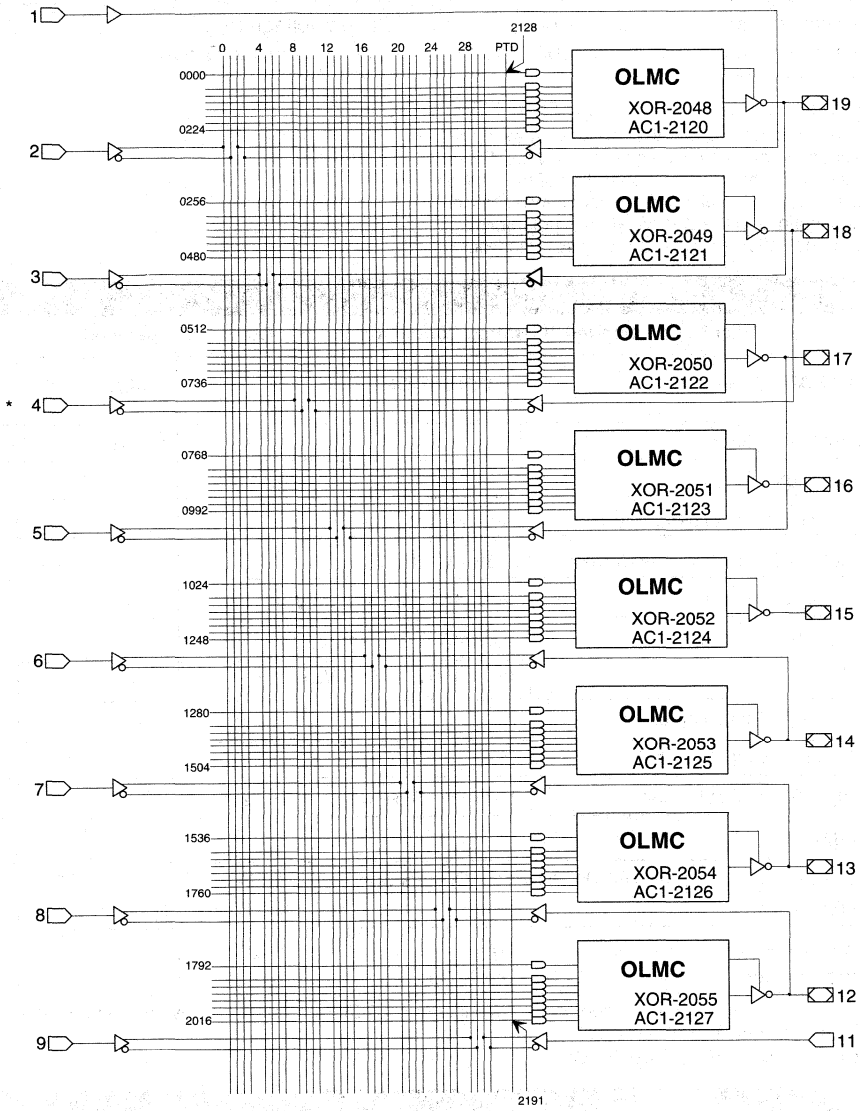 1
2128
0 4 8 12 16 20 24 28 PTD
0000
OLMC
XOR-2048
AC1-2120
19
0224
2
0256
OLMC
XOR-2049
AC1-2121
18
0480
3
0512
OLMC
XOR-2050
AC1-2122
17
0736
* 4
0768
OLMC
XOR-2051
AC1-2123
16
0992
5
1024
OLMC
XOR-2052
AC1-2124
15
1248
6
1280
OLMC
XOR-2053
AC1-2125
14
1504
7
1536
OLMC
XOR-2054
AC1-2126
13
1760
8
1792
OLMC
XOR-2055
AC1-2127
12
2016
9
11
2191